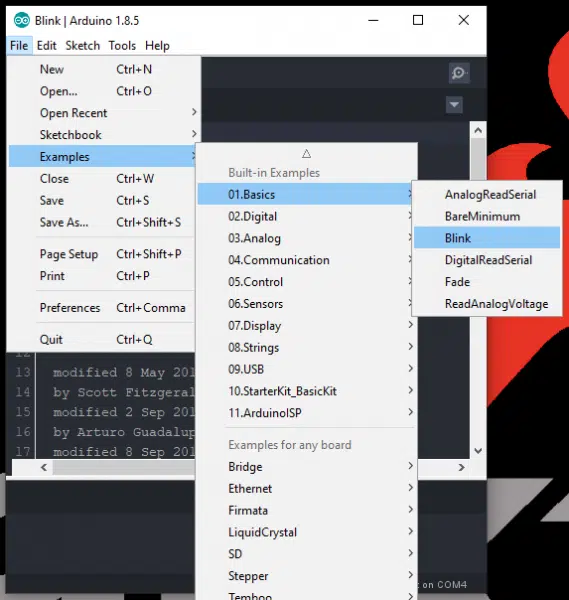 Blink | Arduino 1.8.5
File Edit Sketch Tools Help
New Ctrl+N
Open... Ctrl+O
Open Recent
Sketchbook
Examples
Close Ctrl+W
Save Ctrl+S
Save As... Ctrl+Shift+S
Page Setup Ctrl+Shift+P
Print Ctrl+P
Preferences Ctrl+Comma
Quit Ctrl+Q
Built-in Examples
01.Basics
02.Digital
03.Analog
04.Communication
05.Control
06.Sensors
07.Display
08.Strings
09.USB
10.StarterKit_BasicKit
11.ArduinoISP
Examples for any board
Bridge
Ethernet
Firmata
LiquidCrystal
SD
Stepper
Temboo
AnalogReadSerial
BareMinimum
Blink
DigitalReadSerial
Fade
ReadAnalogVoltage
12
13 modified 8 May 201
14 by Scott Fitzgeral
15 modified 2 Sep 201
16 by Arturo Guadalup
17 modified 8 Sep 201
on COM4